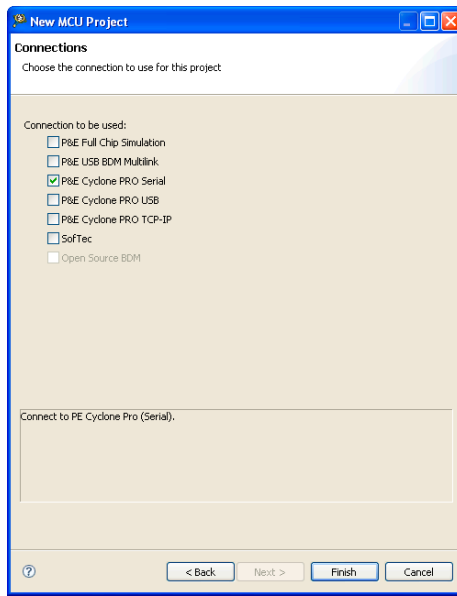 New MCU Project
Connections
Choose the connection to use for this project
Connection to be used:
P&E Full Chip Simulation
P&E USB BDM Multilink
P&E Cyclone PRO Serial
P&E Cyclone PRO USB
P&E Cyclone PRO TCP-IP
SofTec
Open Source BDM
Connect to PE Cyclone Pro (Serial).
? < Back Next > Finish Cancel